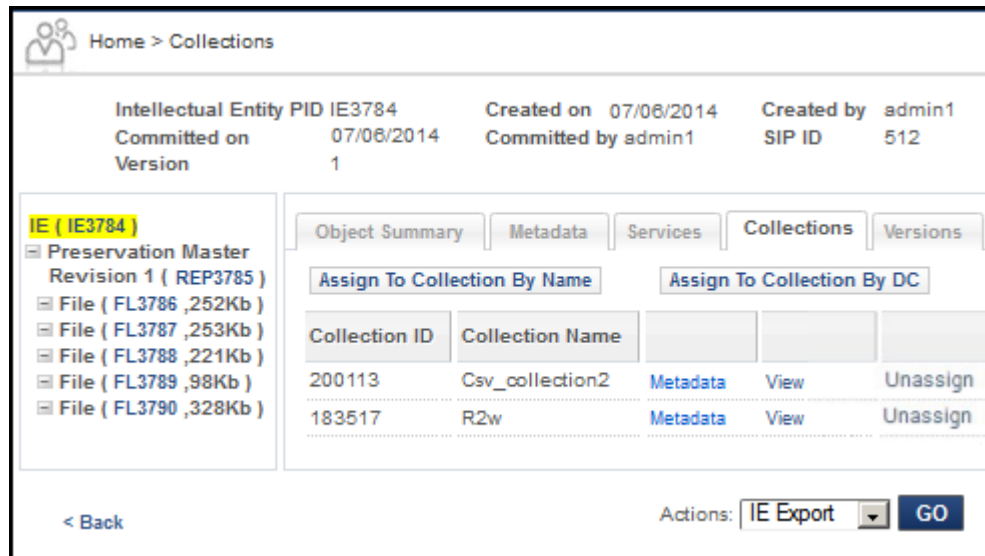 Home > Collections
Intellectual Entity PID IE3784 Created on 07/06/2014 Created by admin1
Committed on 07/06/2014 Committed by admin1 SIP ID 512
Version 1
IE ( IE3784 )
Preservation Master
Revision 1 ( REP3785 )
File ( FL3786 ,252Kb )
File ( FL3787 ,253Kb )
File ( FL3788 ,221Kb )
File ( FL3789 ,98Kb )
File ( FL3790 ,328Kb )
Object Summary Metadata Services Collections Versions
Assign To Collection By Name Assign To Collection By DC
Collection ID Collection Name
200113 Csv_collection2 Metadata View Unassign
183517 R2w Metadata View Unassign
< Back
Actions: IE Export GO